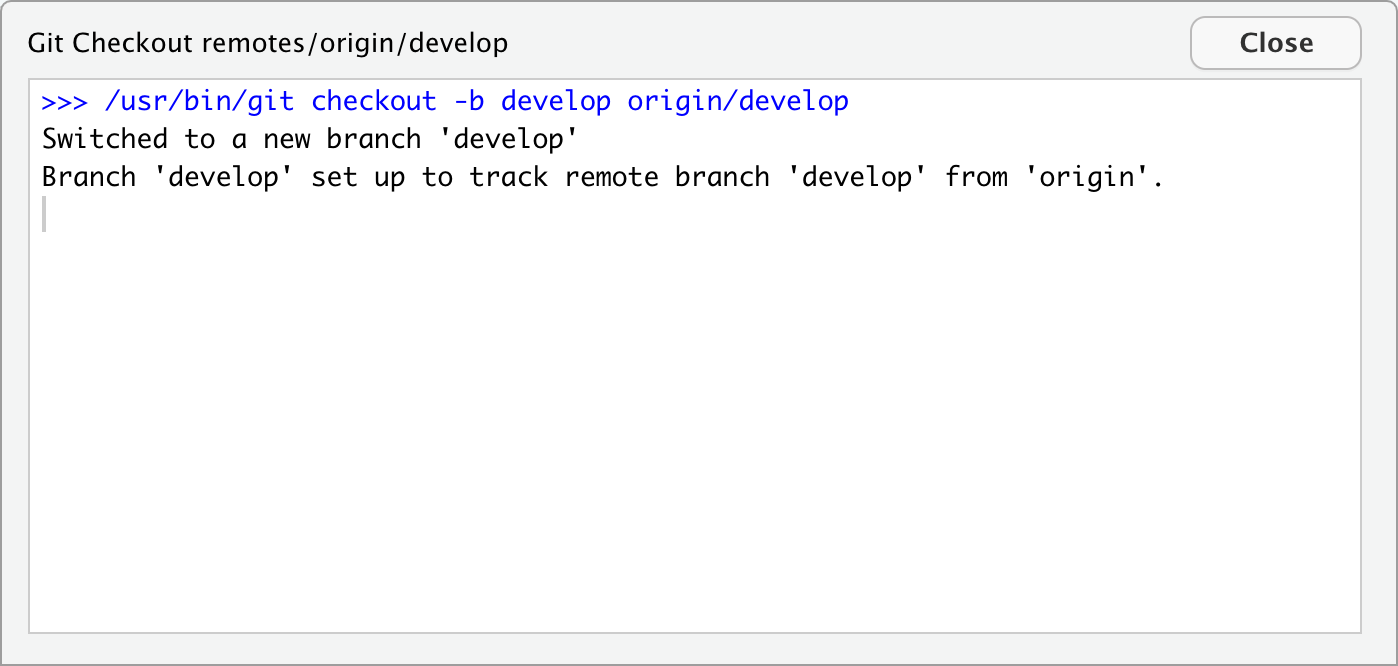 Git Checkout remotes/origin/develop
Close
>>> /usr/bin/git checkout -b develop origin/develop
Switched to a new branch 'develop'
Branch 'develop' set up to track remote branch 'develop' from 'origin'.